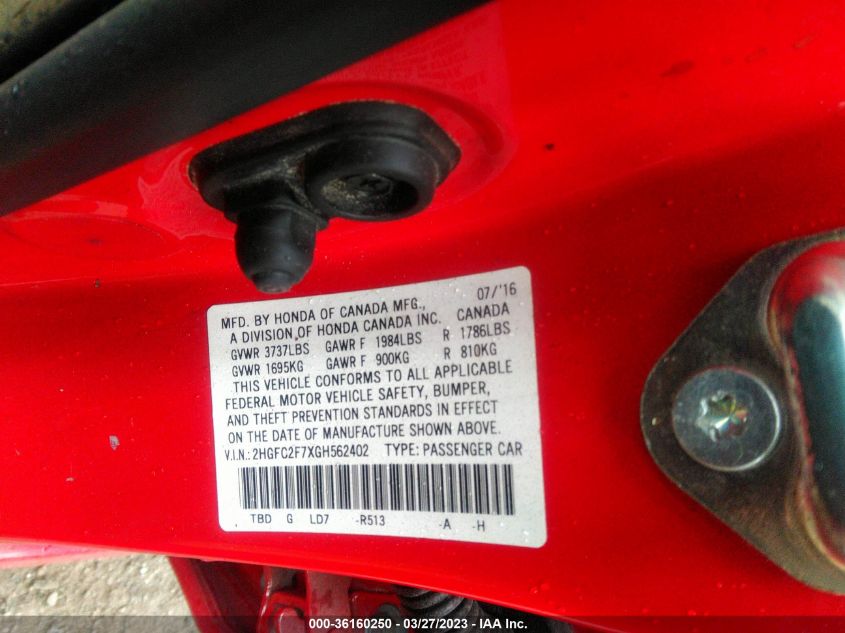 MFD. BY HONDA OF CANADA MFG., 07/'16
A DIVISION OF HONDA CANADA INC. CANADA
GVWR 3737LBS GAWR F 1984LBS R 1786LBS
GVWR 1695KG GAWR F 900KG R 810KG
THIS VEHICLE CONFORMS TO ALL APPLICABLE
FEDERAL MOTOR VEHICLE SAFETY, BUMPER,
AND THEFT PREVENTION STANDARDS IN EFFECT
ON THE DATE OF MANUFACTURE SHOWN ABOVE.
V.I.N.: 2HGFC2F7XGH562402 TYPE: PASSENGER CAR
TBD G LD7 -R513 -A -H
000-36160250 - 03/27/2023 - IAA Inc.